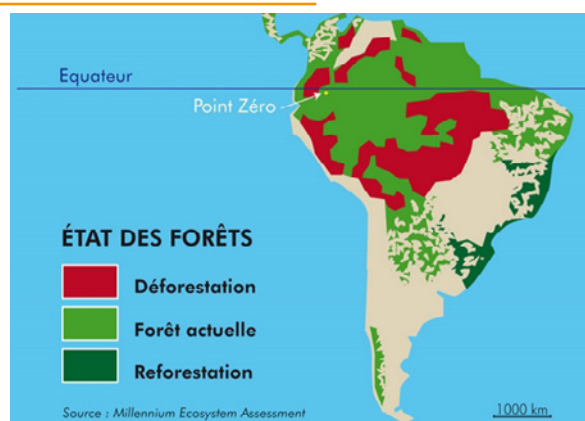 Equateur
Point Zéro
ÉTAT DES FORÊTS
Déforestation
Forêt actuelle
Reforestation
Source : Millennium Ecosystem Assessment
1000 km